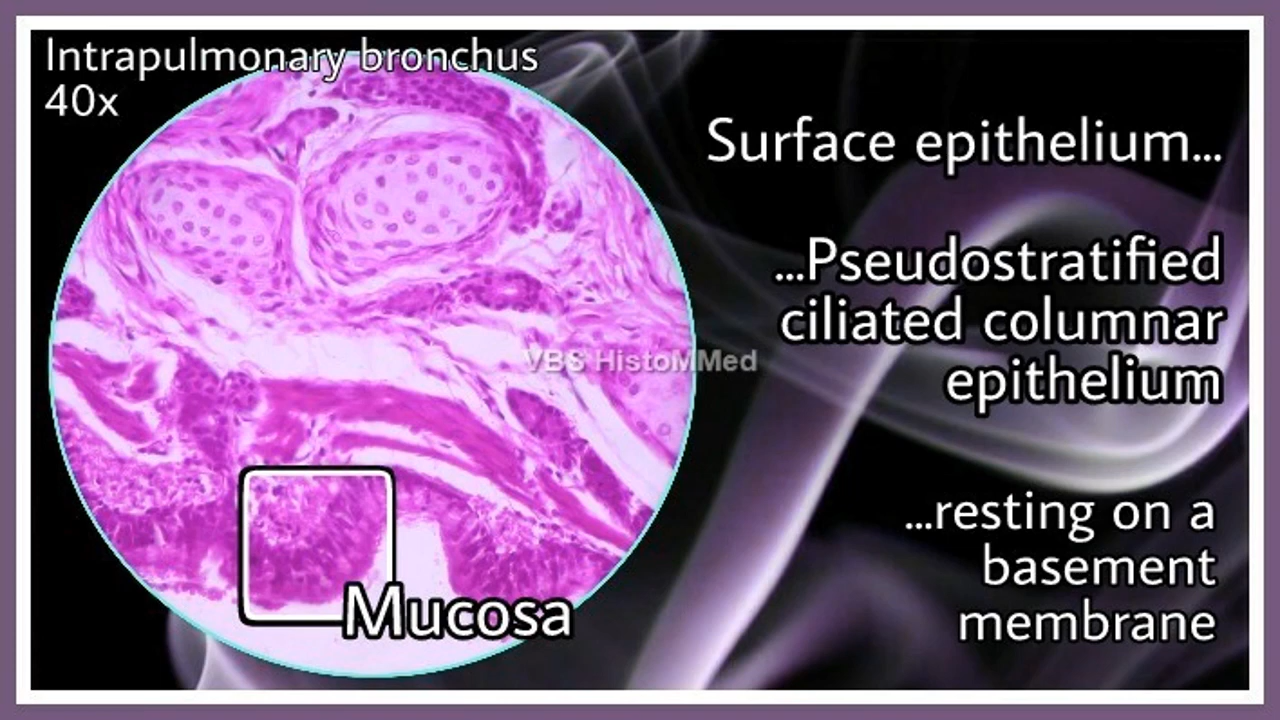 Intrapulmonary bronchus
40x
Surface epithelium...
...Pseudostratified
ciliated columnar
epithelium
VBS HistoMMed
...resting on a
basement
membrane
Mucosa